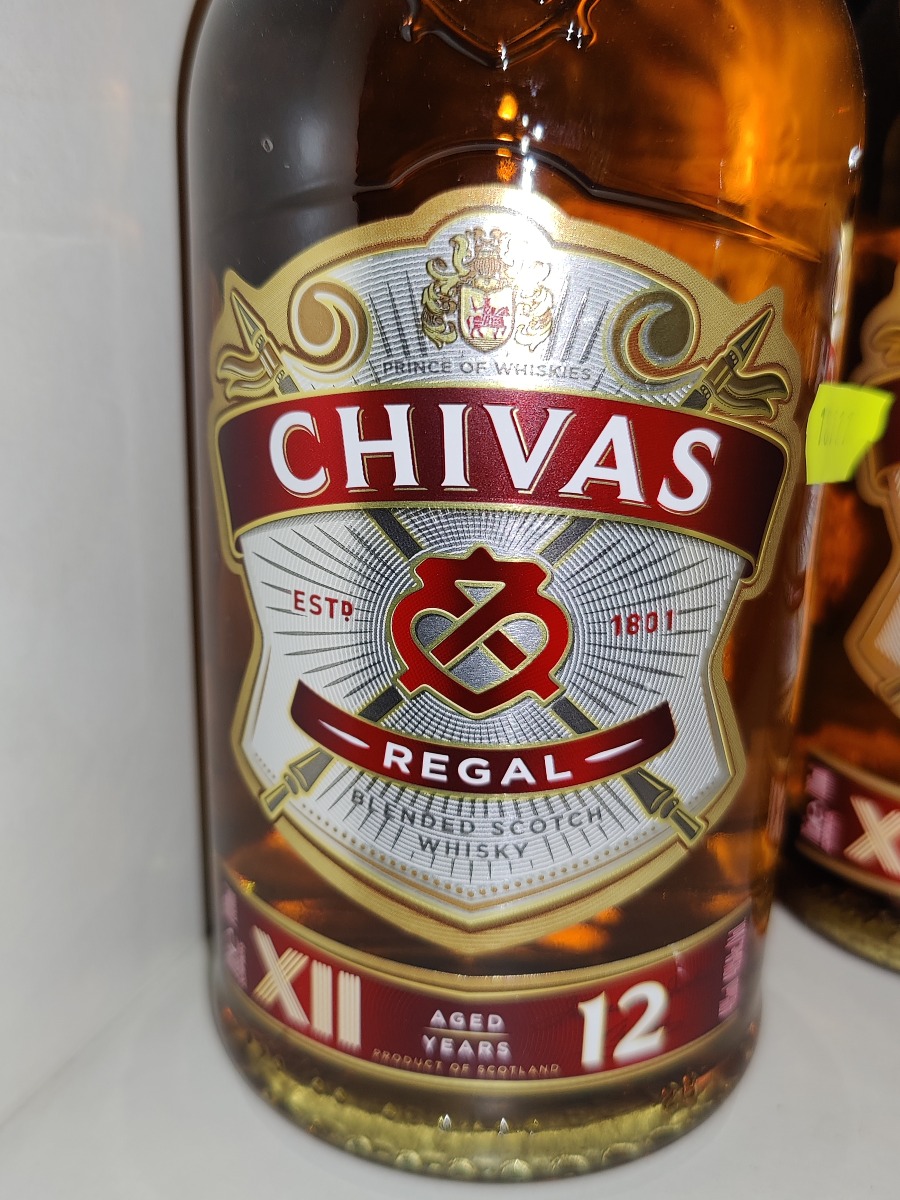 PRINCE OF WHISKIES
CHIVAS
ESTD 1801
REGAL
BLENDED SCOTCH
WHISKY
XII AGED 12
YEARS
PRODUCT OF SCOTLAND
X